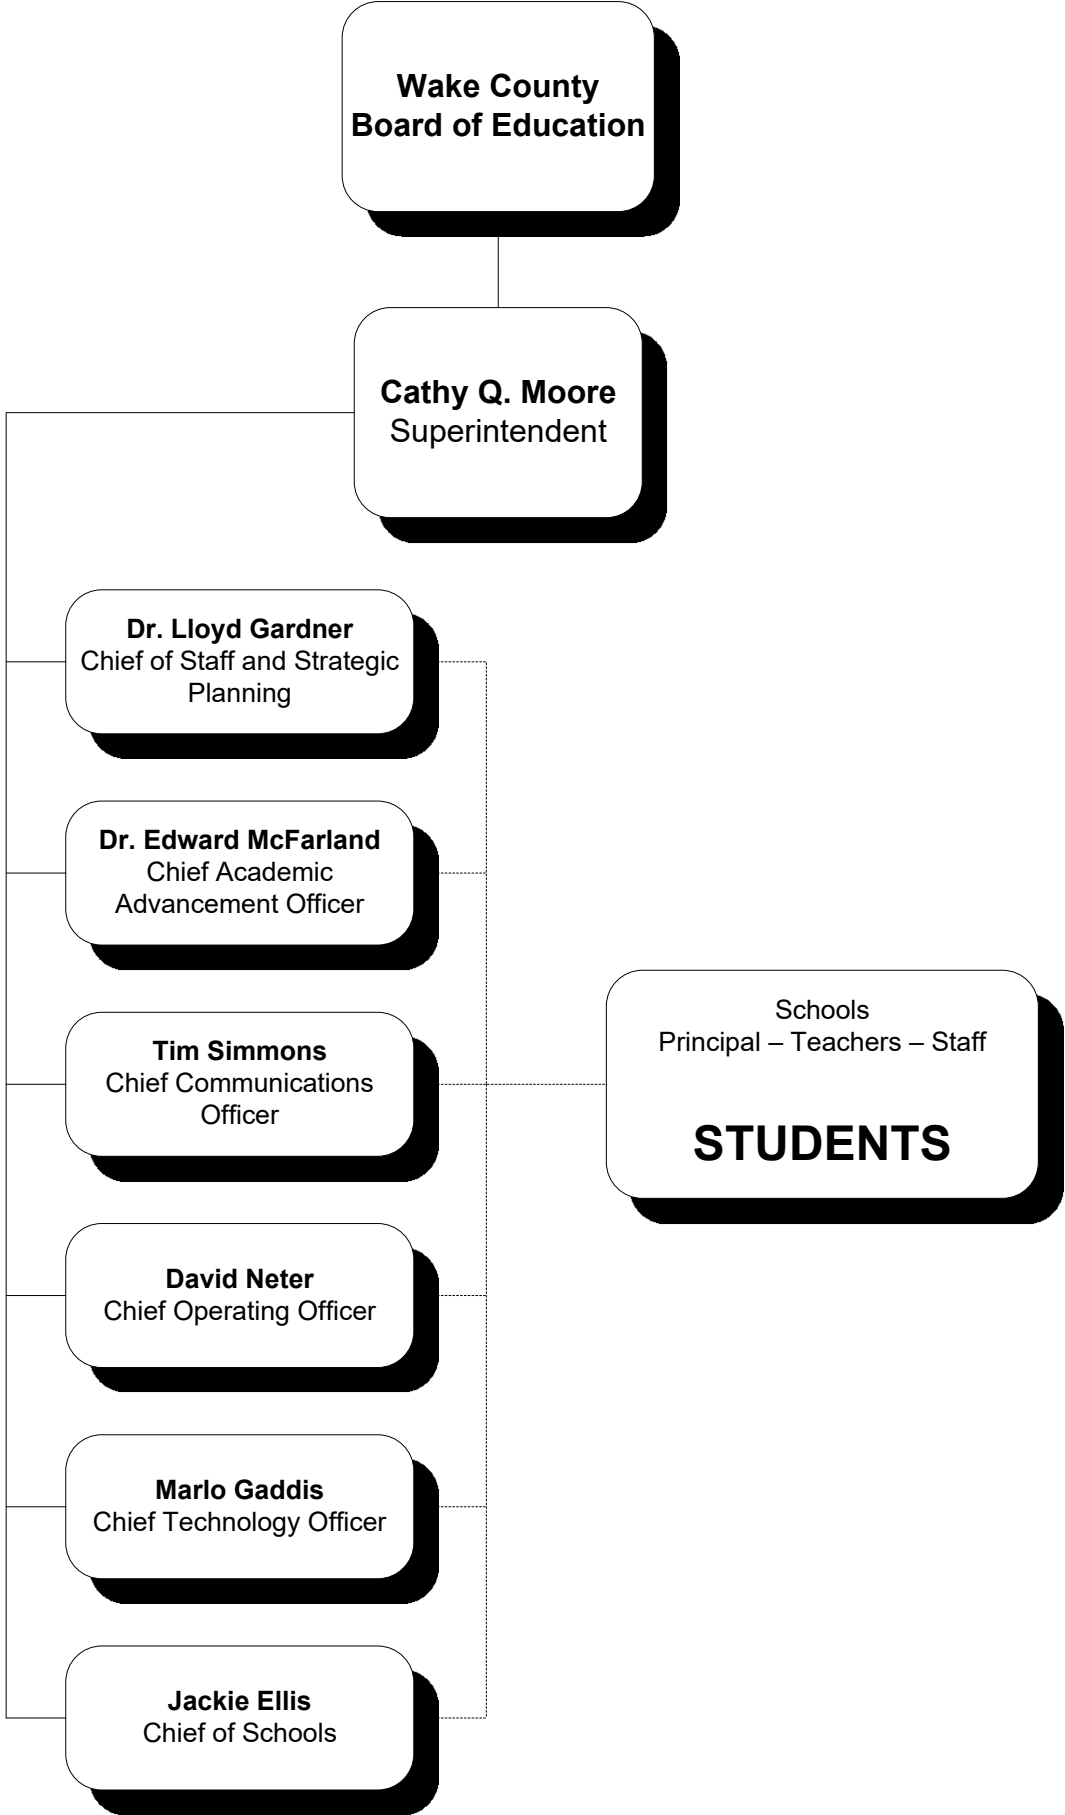 Wake County
Board of Education
Cathy Q. Moore
Superintendent
Dr. Lloyd Gardner
Chief of Staff and Strategic
Planning
Dr. Edward McFarland
Chief Academic
Advancement Officer
Tim Simmons
Chief Communications
Officer
David Neter
Chief Operating Officer
Marlo Gaddis
Chief Technology Officer
Jackie Ellis
Chief of Schools
Schools
Principal – Teachers – Staff
STUDENTS